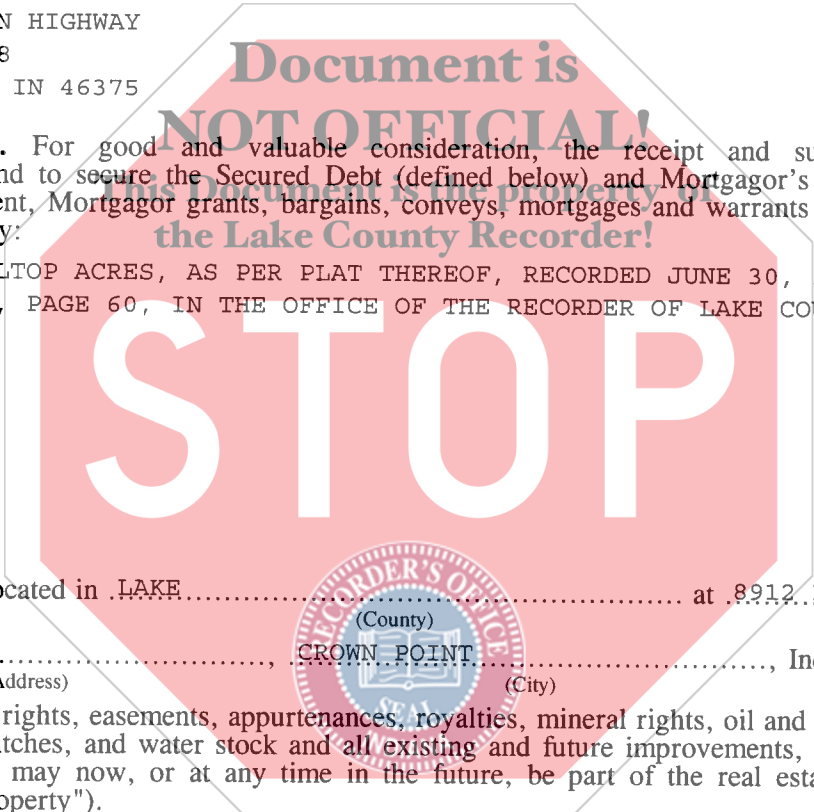 N HIGHWAY
8
IN 46375
Document is
NOT OFFICIAL!
This Document is the property of
the Lake County Recorder!
. For good and valuable consideration, the receipt and su
nd to secure the Secured Debt (defined below) and Mortgagor's
ent, Mortgagor grants, bargains, conveys, mortgages and warrants
y:
LTOP ACRES, AS PER PLAT THEREOF, RECORDED JUNE 30,
, PAGE 60, IN THE OFFICE OF THE RECORDER OF LAKE COU
STOP
ocated in .LAKE.................... at .8912.
(County)
...................., .CROWN POINT...................., In
Address) (City)
RECORDER'S OFFICE
SEAL
rights, easements, appurtenances, royalties, mineral rights, oil and
tches, and water stock and all existing and future improvements,
may now, or at any time in the future, be part of the real esta
operty").